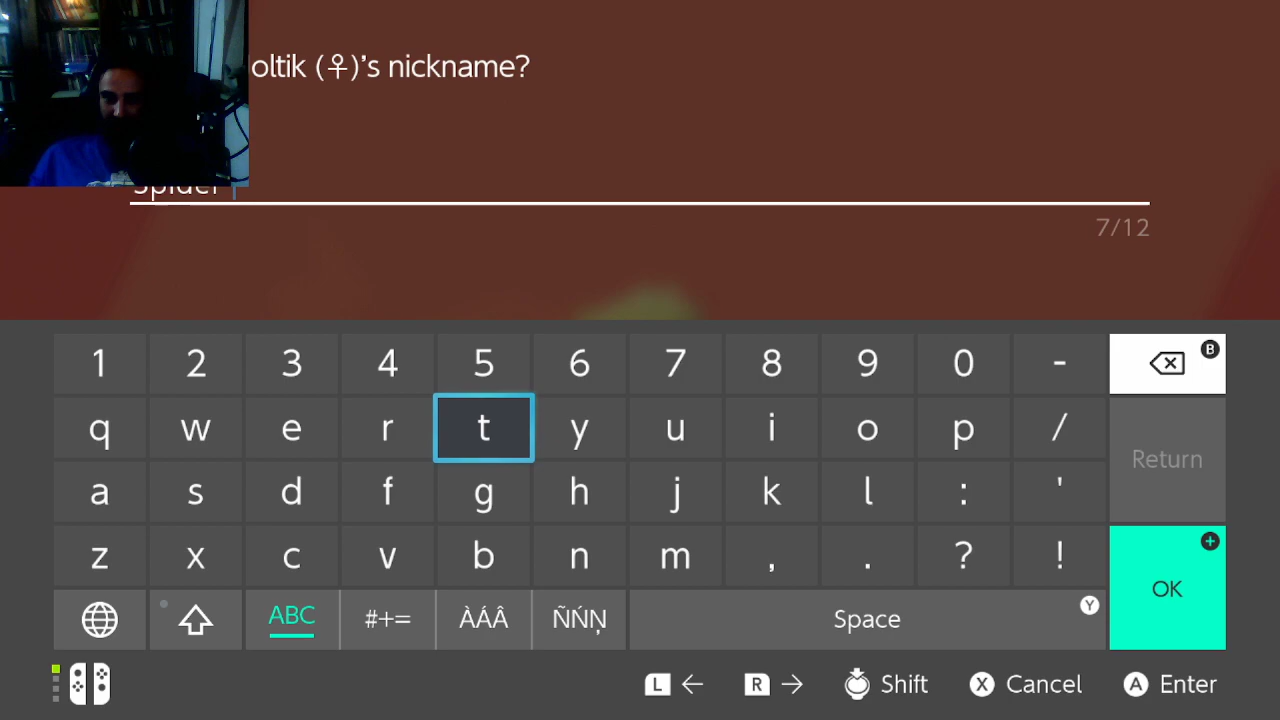 oltik (♀)'s nickname?
Spider
7/12
1 2 3 4 5 6 7 8 9 0 - B
q w e r t y u i o p /
Return
a s d f g h j k l : '
z x c v b n m , . ? ! +
OK
ABC #+= ÀÁÂ ÑŃŅ Space Y
L ← R → Shift X Cancel A Enter